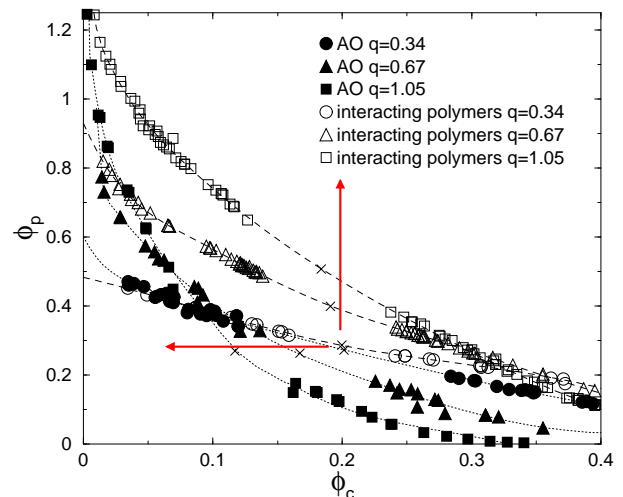 1.2
1
0.8
0.6
0.4
0.2
0
ϕp
AO q=0.34
AO q=0.67
AO q=1.05
interacting polymers q=0.34
interacting polymers q=0.67
interacting polymers q=1.05
0 0.1 0.2 0.3 0.4
ϕc